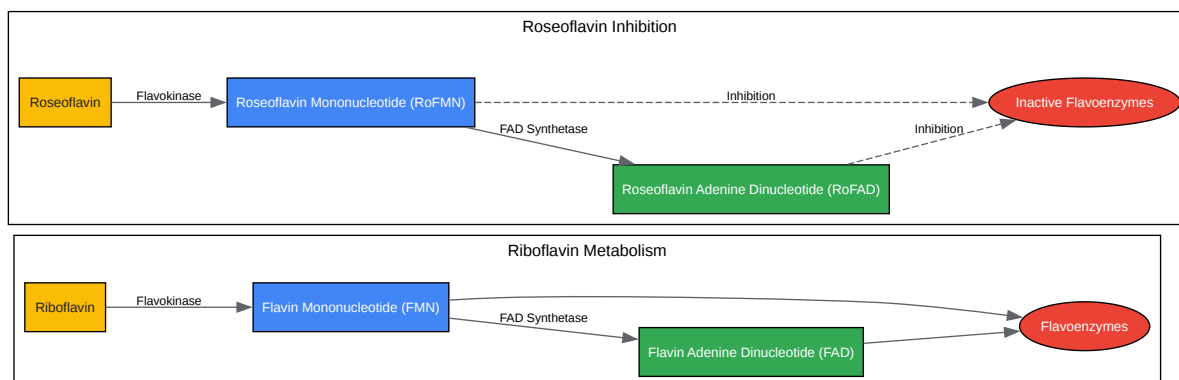 Roseoflavin Inhibition
Roseoflavin
Flavokinase
Roseoflavin Mononucleotide (RoFMN)
Inhibition
Inactive Flavoenzymes
FAD Synthetase
Inhibition
Roseoflavin Adenine Dinucleotide (RoFAD)
Riboflavin Metabolism
Riboflavin
Flavokinase
Flavin Mononucleotide (FMN)
FAD Synthetase
Flavoenzymes
Flavin Adenine Dinucleotide (FAD)